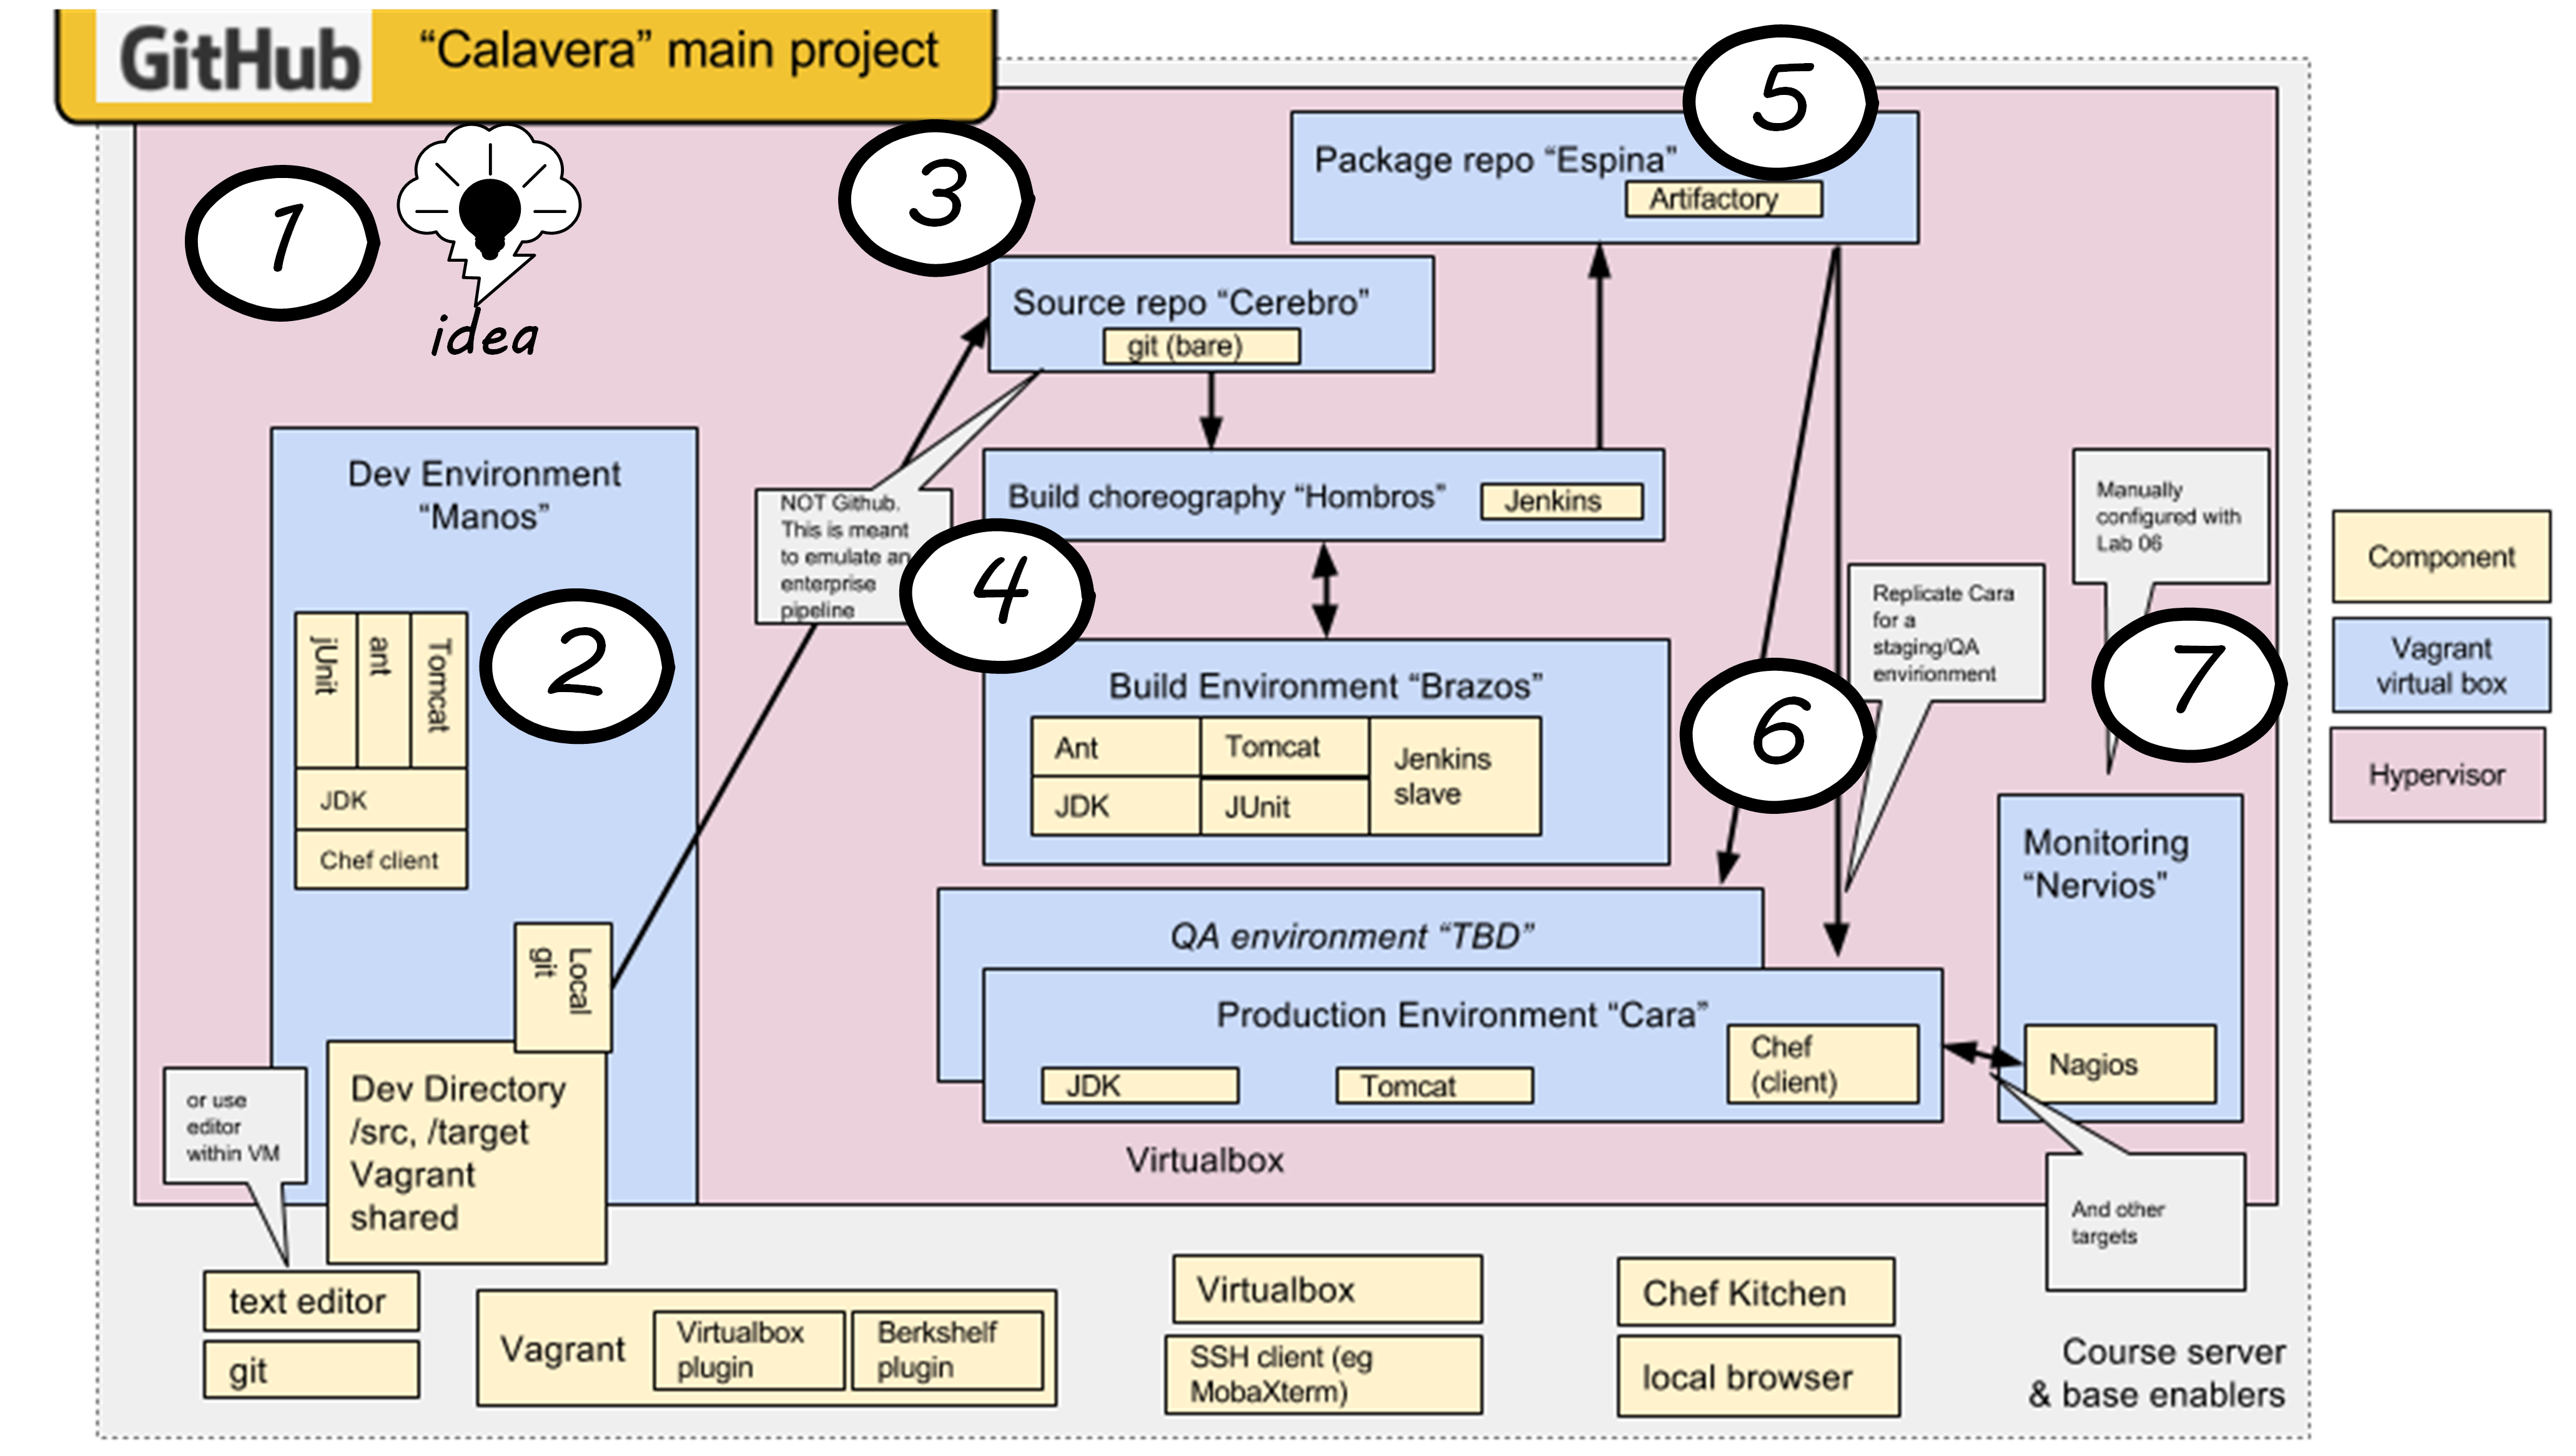 GitHub
“Calavera” main project
1
idea
2
3
4
5
6
7
Package repo “Espina”
Artifactory
Source repo “Cerebro”
git (bare)
Dev Environment
“Manos”
jUnit
ant
Tomcat
JDK
Chef client
Local
git
Dev Directory
/src, /target
Vagrant
shared
or use
editor
within VM
NOT Github.
This is meant
to emulate an
enterprise
pipeline
Build choreography “Hombros”
Jenkins
Build Environment “Brazos”
Ant
Tomcat
Jenkins
slave
JDK
JUnit
Replicate Cara
for a
staging/QA
envirionment
Manually
configured with
Lab 06
QA environment “TBD”
Production Environment “Cara”
JDK
Tomcat
Chef
(client)
Monitoring
“Nervios”
Nagios
And other
targets
Virtualbox
Component
Vagrant
virtual box
Hypervisor
text editor
git
Vagrant
Virtualbox
plugin
Berkshelf
plugin
Virtualbox
SSH client (eg
MobaXterm)
Chef Kitchen
local browser
Course server
& base enablers